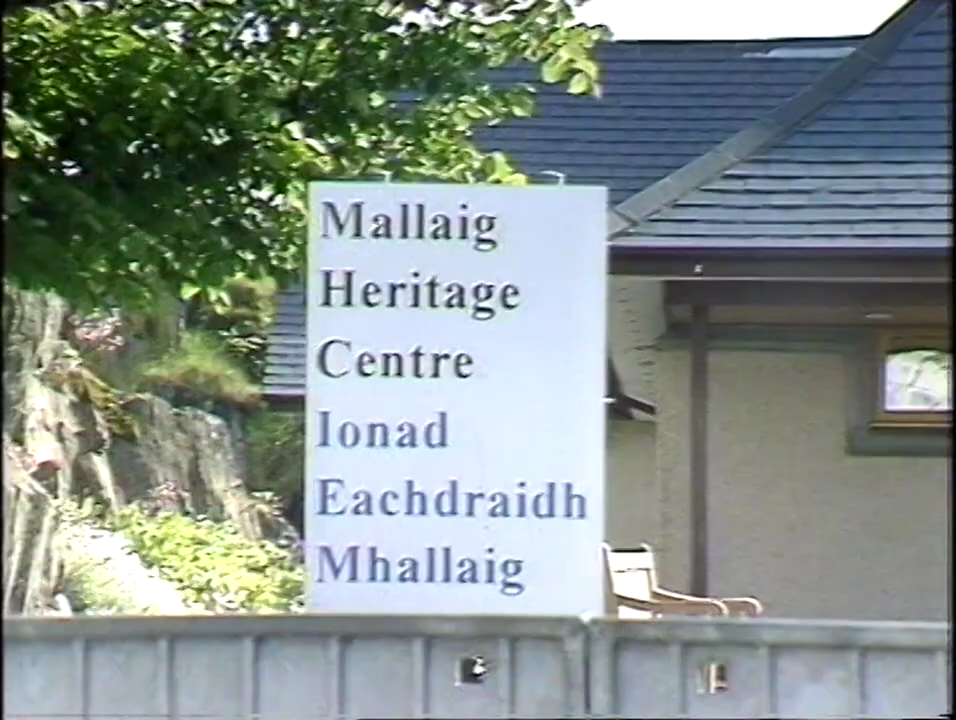 Mallaig
Heritage
Centre
Ionad
Eachdraidh
Mhallaig